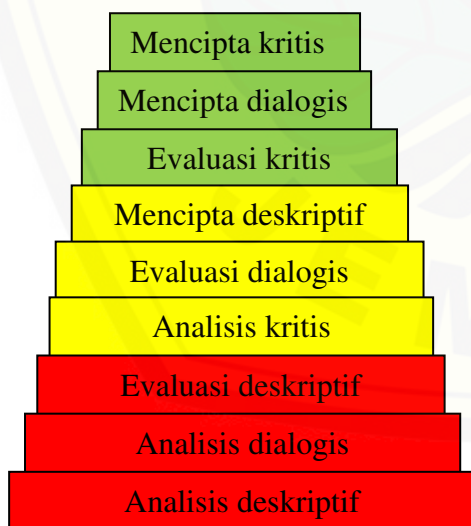 Mencipta kritis
Mencipta dialogis
Evaluasi kritis
Mencipta deskriptif
Evaluasi dialogis
Analisis kritis
Evaluasi deskriptif
Analisis dialogis
Analisis deskriptif